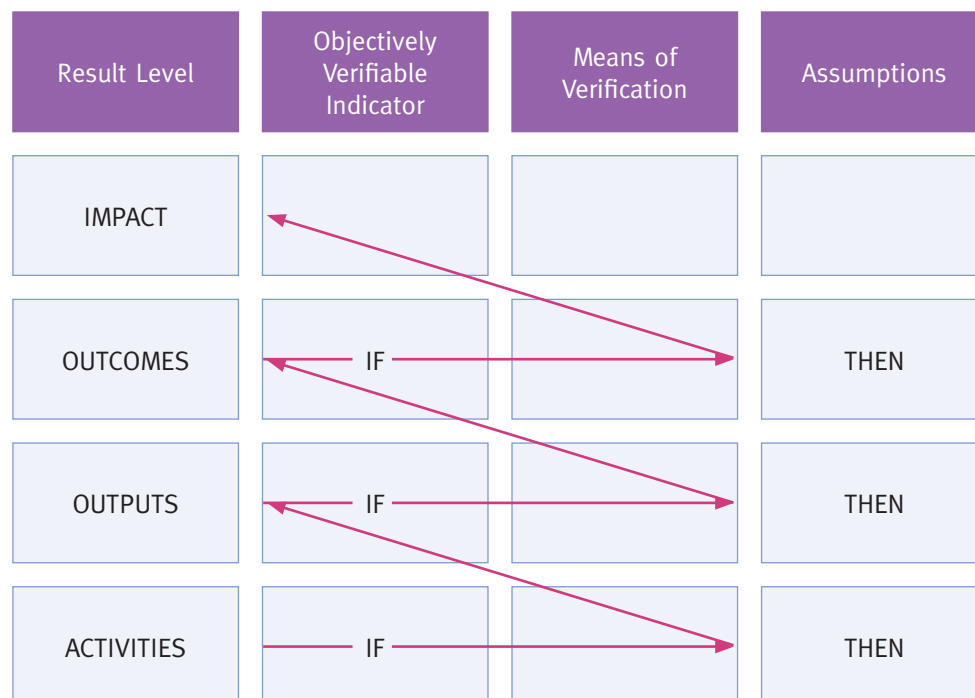 Result Level
Objectively
Verifiable
Indicator
Means of
Verification
Assumptions
IMPACT
OUTCOMES
IF
THEN
OUTPUTS
IF
THEN
ACTIVITIES
IF
THEN